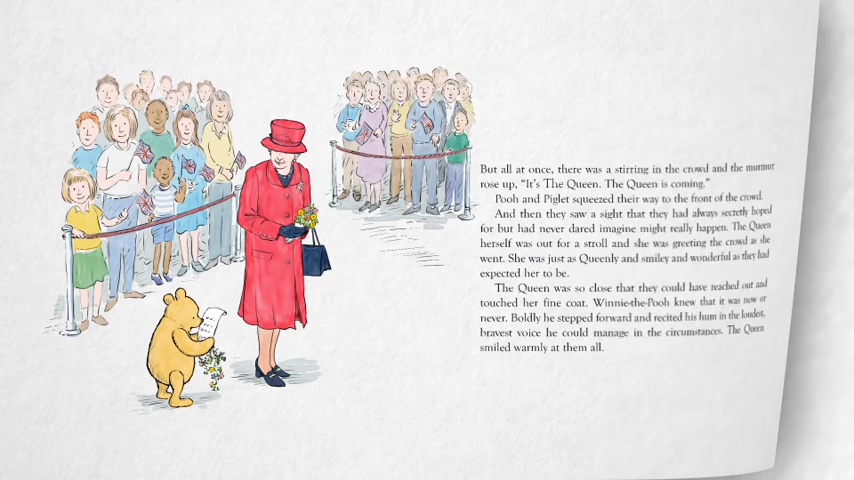 But all at once, there was a stirring in the crowd and the murmur
rose up, “It’s The Queen. The Queen is coming.”
Pooh and Piglet squeezed their way to the front of the crowd.
And then they saw a sight that they had always secretly hoped
for but had never dared imagine might really happen. The Queen
herself was out for a stroll and she was greeting the crowd as she
went. She was just as Queenly and smiley and wonderful as they had
expected her to be.
The Queen was so close that they could have reached out and
touched her fine coat. Winnie-the-Pooh knew that it was now or
never. Boldly he stepped forward and recited his hum in the loudest,
bravest voice he could manage in the circumstances. The Queen
smiled warmly at them all.